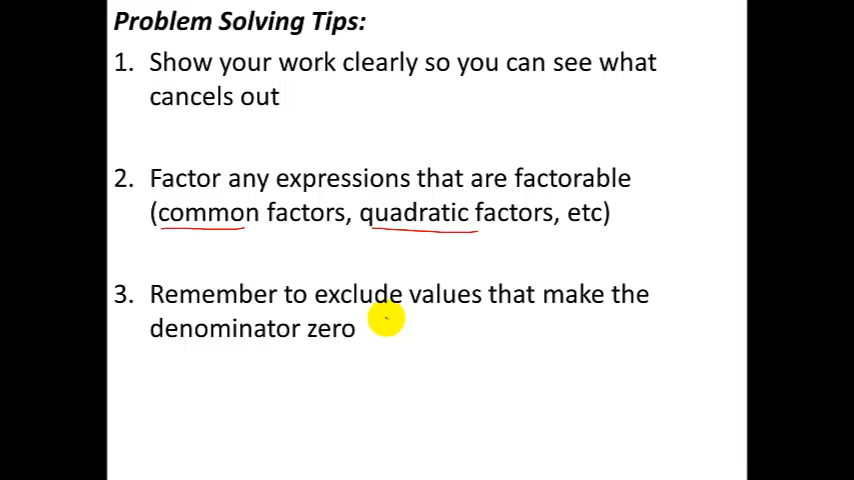 Problem Solving Tips:
1. Show your work clearly so you can see what
cancels out
2. Factor any expressions that are factorable
(common factors, quadratic factors, etc)
3. Remember to exclude values that make the
denominator zero